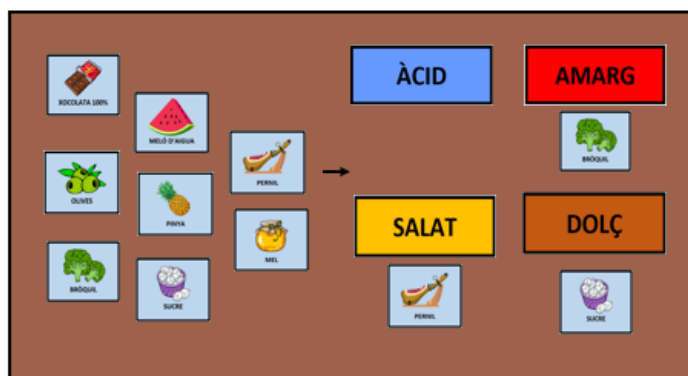 XOCOLATA 100%
MELÓ D'AIGUA
PERNIL
OLIVES
PINYA
MEL
BRÒQUIL
SUCRE
ÀCID
AMARG
BRÒQUIL
SALAT
DOLÇ
PERNIL
SUCRE